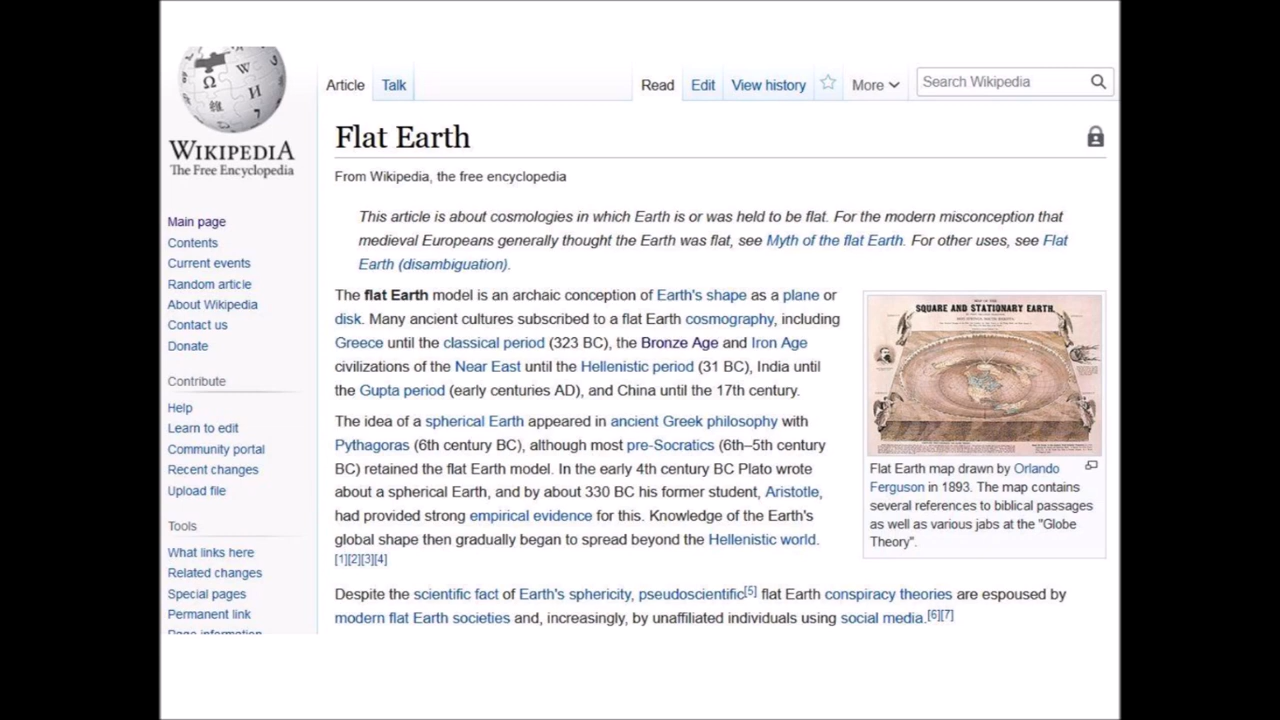 WIKIPEDIA
The Free Encyclopedia
Main page
Contents
Current events
Random article
About Wikipedia
Contact us
Donate
Contribute
Help
Learn to edit
Community portal
Recent changes
Upload file
Tools
What links here
Related changes
Special pages
Permanent link
Page information
Article Talk Read Edit View history More Search Wikipedia
Flat Earth
From Wikipedia, the free encyclopedia
This article is about cosmologies in which Earth is or was held to be flat. For the modern misconception that
medieval Europeans generally thought the Earth was flat, see Myth of the flat Earth. For other uses, see Flat
Earth (disambiguation).
The flat Earth model is an archaic conception of Earth's shape as a plane or
disk. Many ancient cultures subscribed to a flat Earth cosmography, including
Greece until the classical period (323 BC), the Bronze Age and Iron Age
civilizations of the Near East until the Hellenistic period (31 BC), India until
the Gupta period (early centuries AD), and China until the 17th century.
The idea of a spherical Earth appeared in ancient Greek philosophy with
Pythagoras (6th century BC), although most pre-Socratics (6th–5th century
BC) retained the flat Earth model. In the early 4th century BC Plato wrote
about a spherical Earth, and by about 330 BC his former student, Aristotle,
had provided strong empirical evidence for this. Knowledge of the Earth's
global shape then gradually began to spread beyond the Hellenistic world.
[1][2][3][4]
Despite the scientific fact of Earth's sphericity, pseudoscientific[5] flat Earth conspiracy theories are espoused by
modern flat Earth societies and, increasingly, by unaffiliated individuals using social media.[6][7]
SQUARE AND STATIONARY EARTH.
Flat Earth map drawn by Orlando
Ferguson in 1893. The map contains
several references to biblical passages
as well as various jabs at the "Globe
Theory".